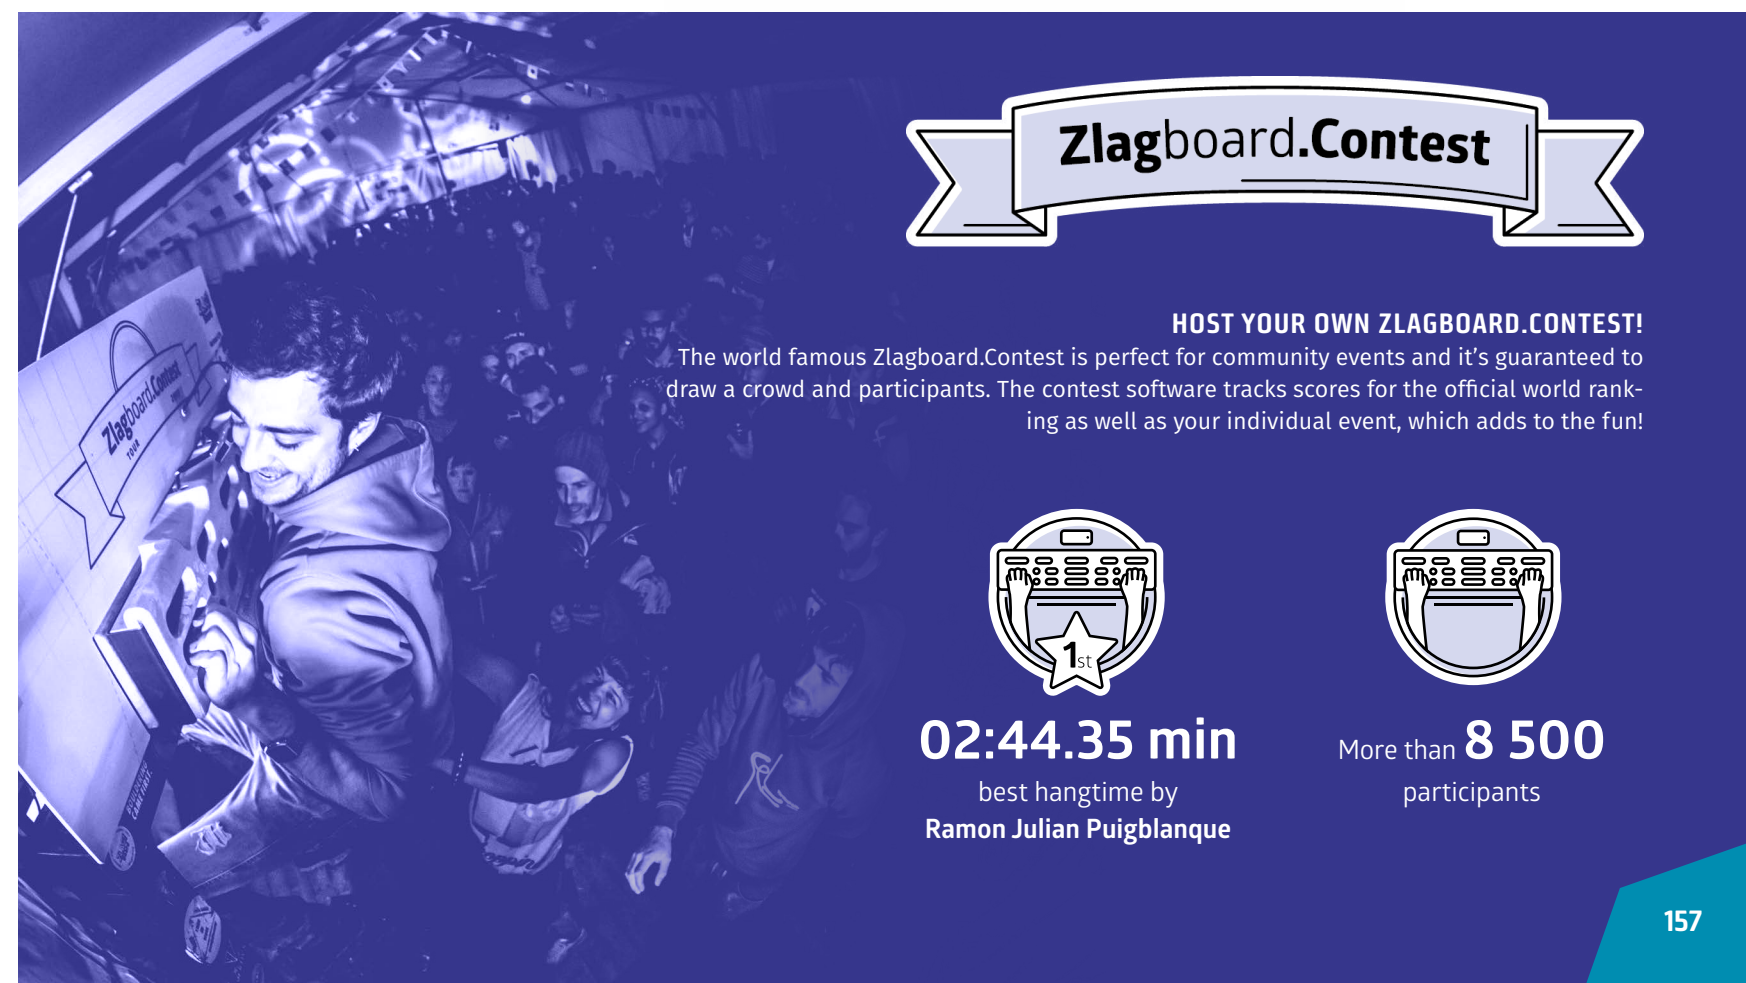 Zlagboard.Contest
HOST YOUR OWN ZLAGBOARD.CONTEST!
The world famous Zlagboard.Contest is perfect for community events and it's guaranteed to
draw a crowd and participants. The contest software tracks scores for the official world rank-
ing as well as your individual event, which adds to the fun!
Zlagboard.Contest
TOUR
1st
02:44.35 min
best hangtime by
Ramon Julian Puigblanque
More than 8 500
participants
157